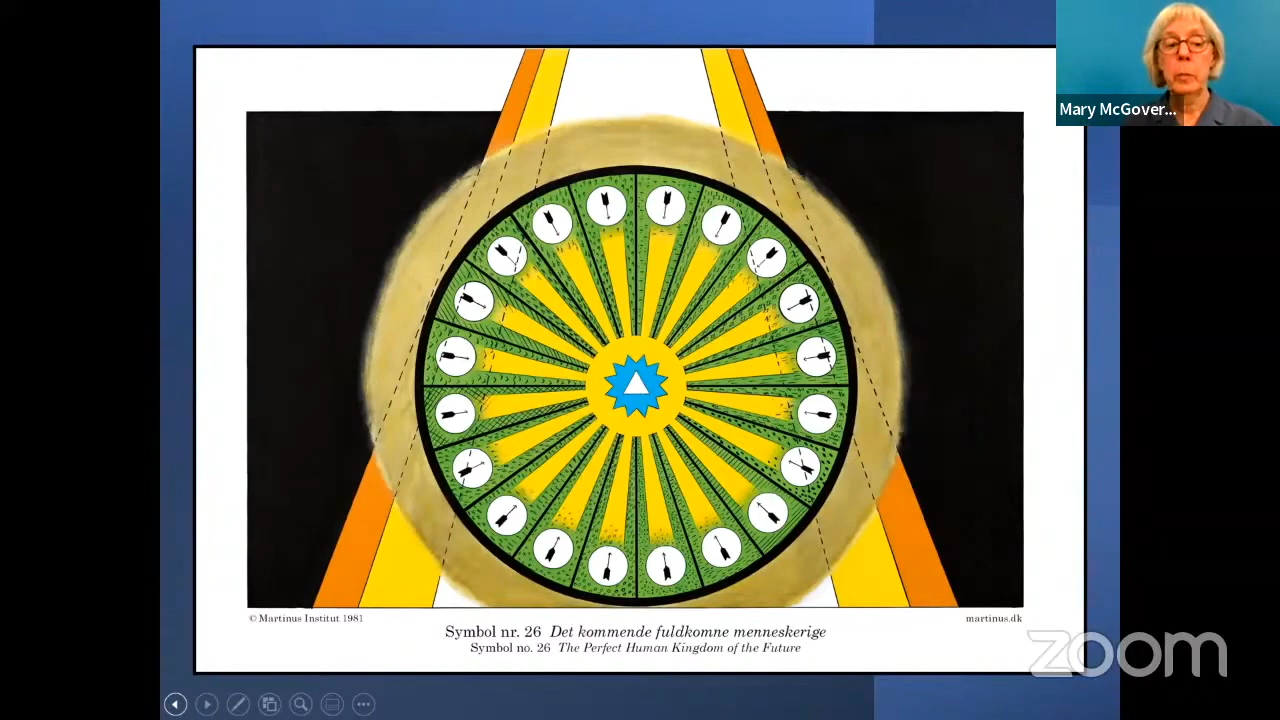 Mary McGover...
© Martinus Institut 1981
martinus.dk
Symbol nr. 26 Det kommende fuldkomne menneskerige
Symbol no. 26 The Perfect Human Kingdom of the Future
zoom